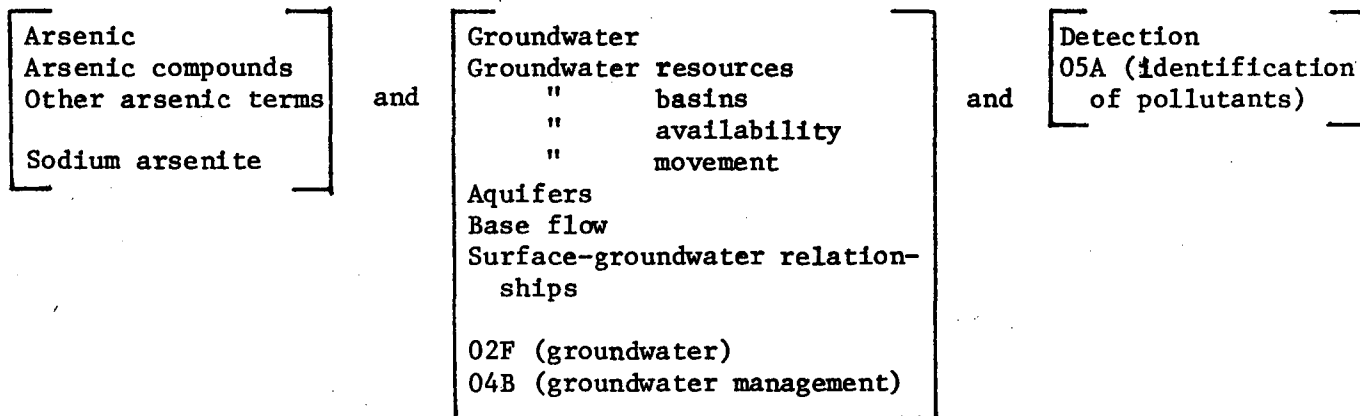 Arsenic
Arsenic compounds
Other arsenic terms
Sodium arsenite
and
Groundwater
Groundwater resources
" basins
" availability
" movement
Aquifers
Base flow
Surface-groundwater relation-
ships
02F (groundwater)
04B (groundwater management)
and
Detection
05A (identification
of pollutants)